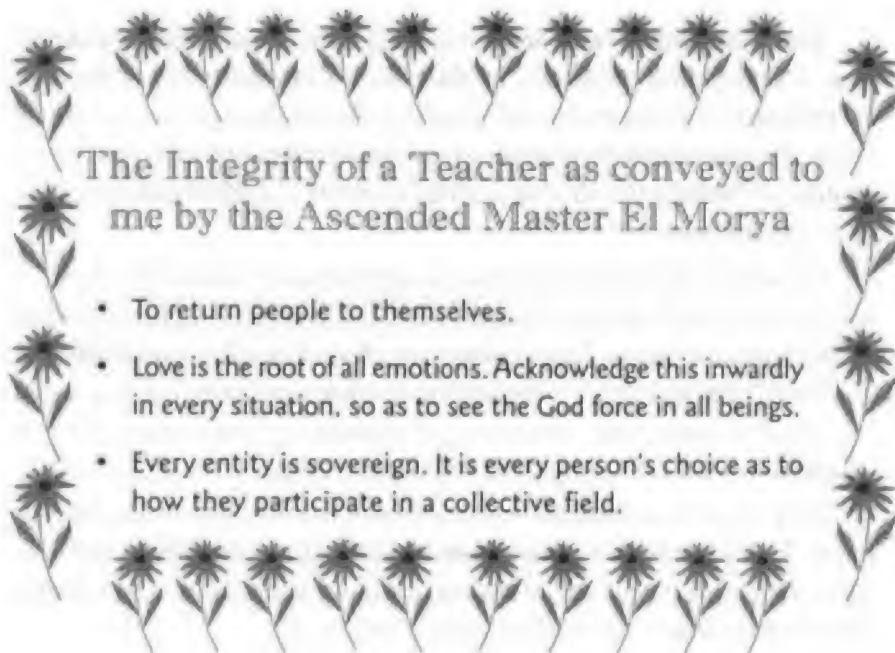 The Integrity of a Teacher as conveyed to
me by the Ascended Master El Morya
• To return people to themselves.
• Love is the root of all emotions. Acknowledge this inwardly
in every situation, so as to see the God force in all beings.
• Every entity is sovereign. It is every person's choice as to
how they participate in a collective field.